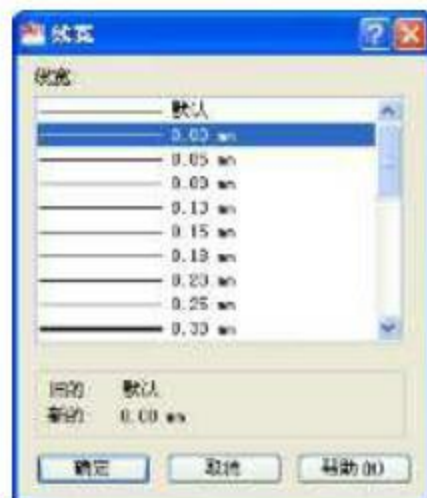 线宽
线宽
默认
0.00 mm
0.05 mm
0.09 mm
0.13 mm
0.15 mm
0.18 mm
0.20 mm
0.25 mm
0.30 mm
旧的 默认
新的 0.00 mm
确定 取消 帮助(H)